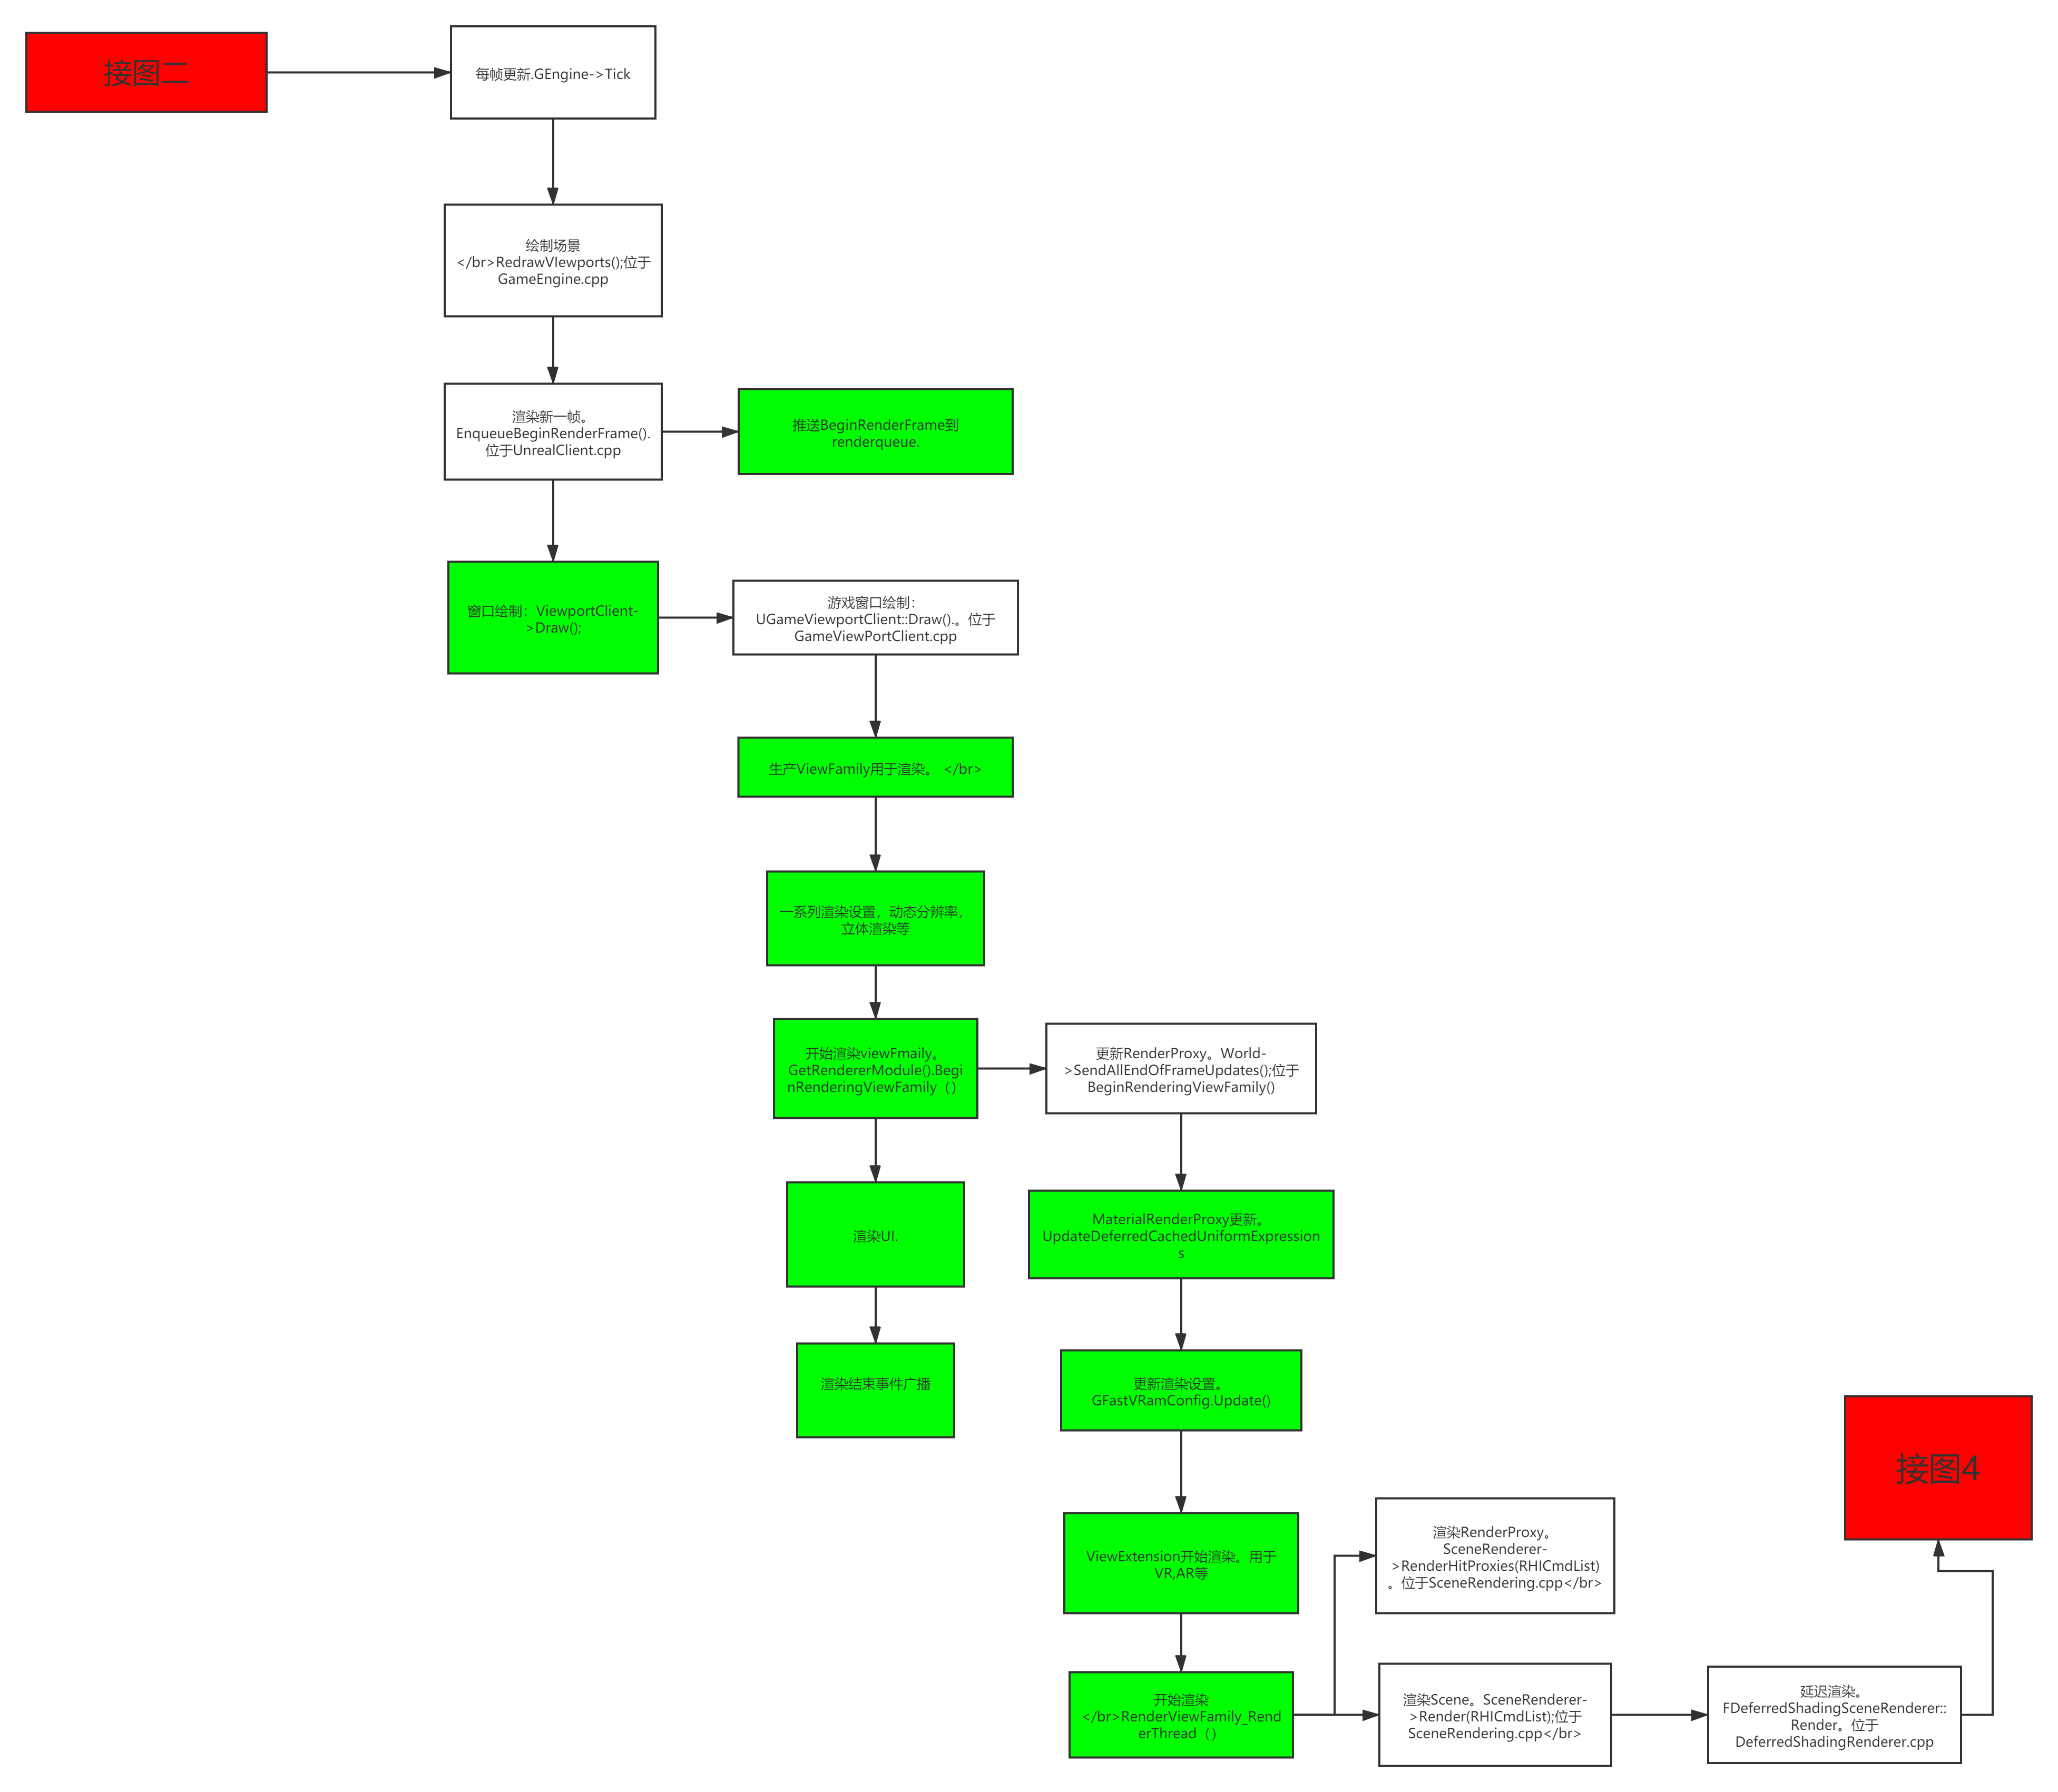 接图二
每帧更新.GEngine->Tick
绘制场景
</br>RedrawVIewports();位于
GameEngine.cpp
渲染新一帧。
EnqueueBeginRenderFrame().
位于UnrealClient.cpp
推送BeginRenderFrame到
renderqueue.
窗口绘制：ViewportClient-
>Draw();
游戏窗口绘制：
UGameViewportClient::Draw().。位于
GameViewPortClient.cpp
生产ViewFamily用于渲染。 </br>
一系列渲染设置，动态分辨率，
立体渲染等
开始渲染viewFmaily。
GetRendererModule().Begi
nRenderingViewFamily（）
更新RenderProxy。World-
>SendAllEndOfFrameUpdates();位于
BeginRenderingViewFamily()
渲染UI.
MaterialRenderProxy更新。
UpdateDeferredCachedUniformExpression
s
渲染结束事件广播
更新渲染设置。
GFastVRamConfig.Update()
接图4
ViewExtension开始渲染。用于
VR,AR等
渲染RenderProxy。
SceneRenderer-
>RenderHitProxies(RHICmdList)
。位于SceneRendering.cpp</br>
开始渲染
</br>RenderViewFamily_Rend
erThread（）
渲染Scene。SceneRenderer-
>Render(RHICmdList);位于
SceneRendering.cpp</br>
延迟渲染。
FDeferredShadingSceneRenderer::
Render。位于
DeferredShadingRenderer.cpp